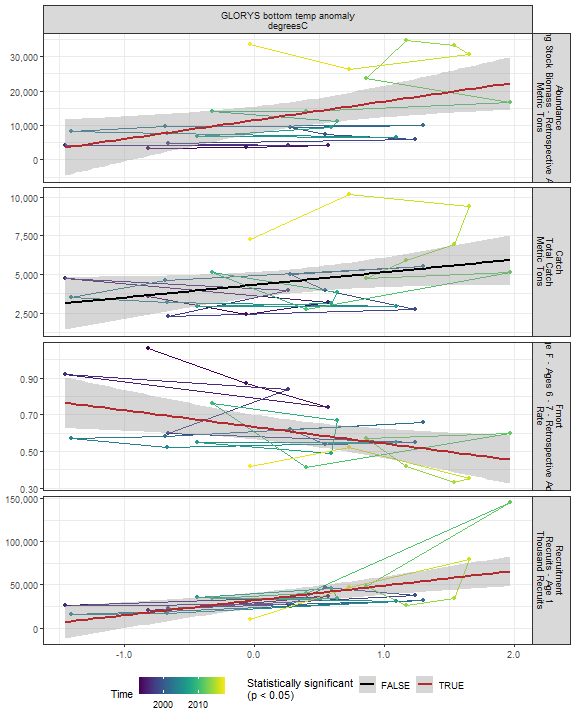 GLORYS bottom temp anomaly
degreesC
30,000
20,000
10,000
0
Abundance
Stock Biomass - Retrospective
Metric Tons
10,000
7,500
5,000
2,500
Catch
Total Catch
Metric Tons
0.90
0.70
0.50
0.30
Fmort
F - Ages 6 - 7 - Retrospective
Rate
150,000
100,000
50,000
0
Recruitment
Recruits - Age 1
Thousand Recruits
-1.0 0.0 1.0 2.0
Time
2000 2010
Statistically significant
(p < 0.05)
FALSE TRUE